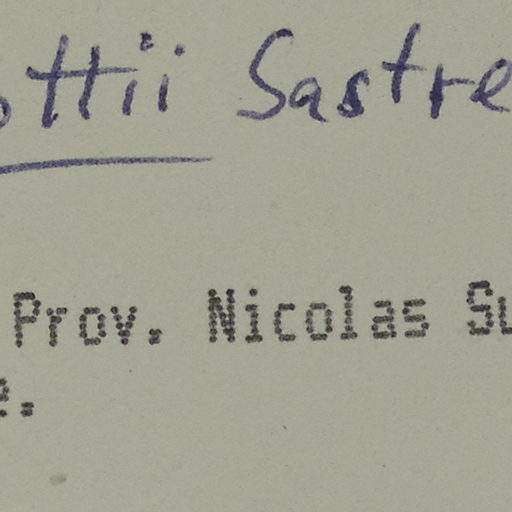 ottii Sastre
Prov. Nicolas Su
e.